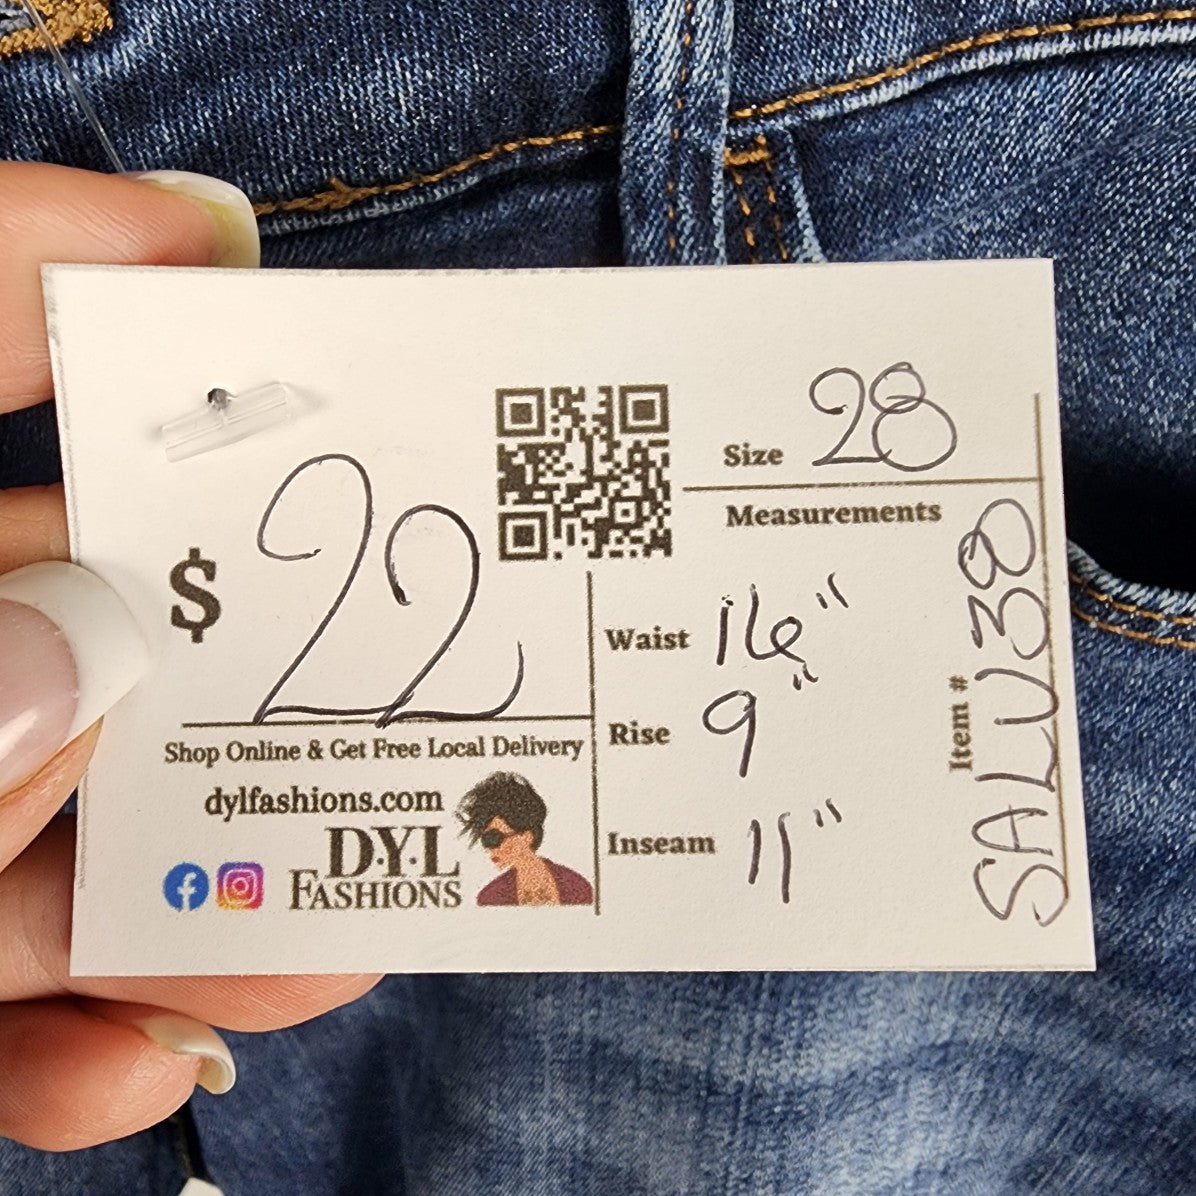 Size 28
Measurements
$ 22
Waist 16"
Rise 9"
Inseam 11"
Item # SALV38
Shop Online & Get Free Local Delivery
dylfashions.com
D·Y·L
FASHIONS